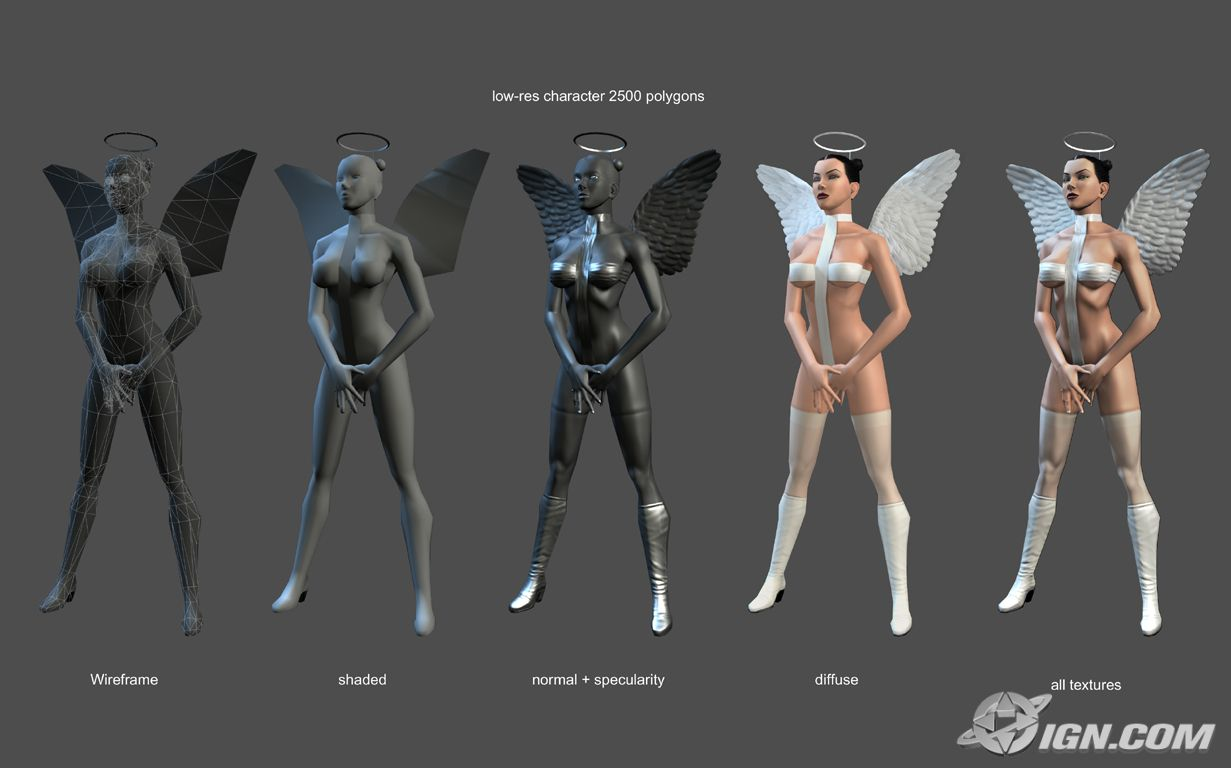 low-res character 2500 polygons
Wireframe
shaded
normal + specularity
diffuse
all textures
IGN.COM